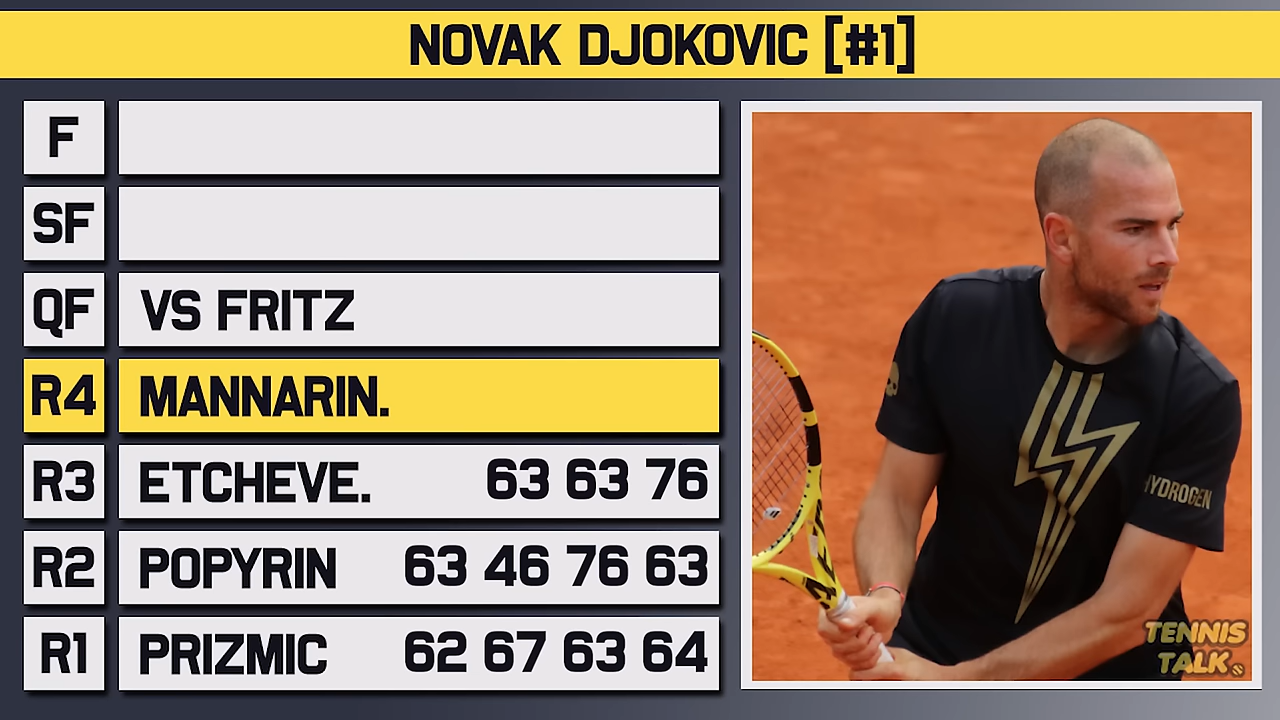 NOVAK DJOKOVIC [#1]
F
SF
QF VS FRITZ
R4 MANNARIN.
R3 ETCHEVE. 63 63 76
R2 POPYRIN 63 46 76 63
R1 PRIZMIC 62 67 63 64
HYDROGEN
TENNIS
TALK